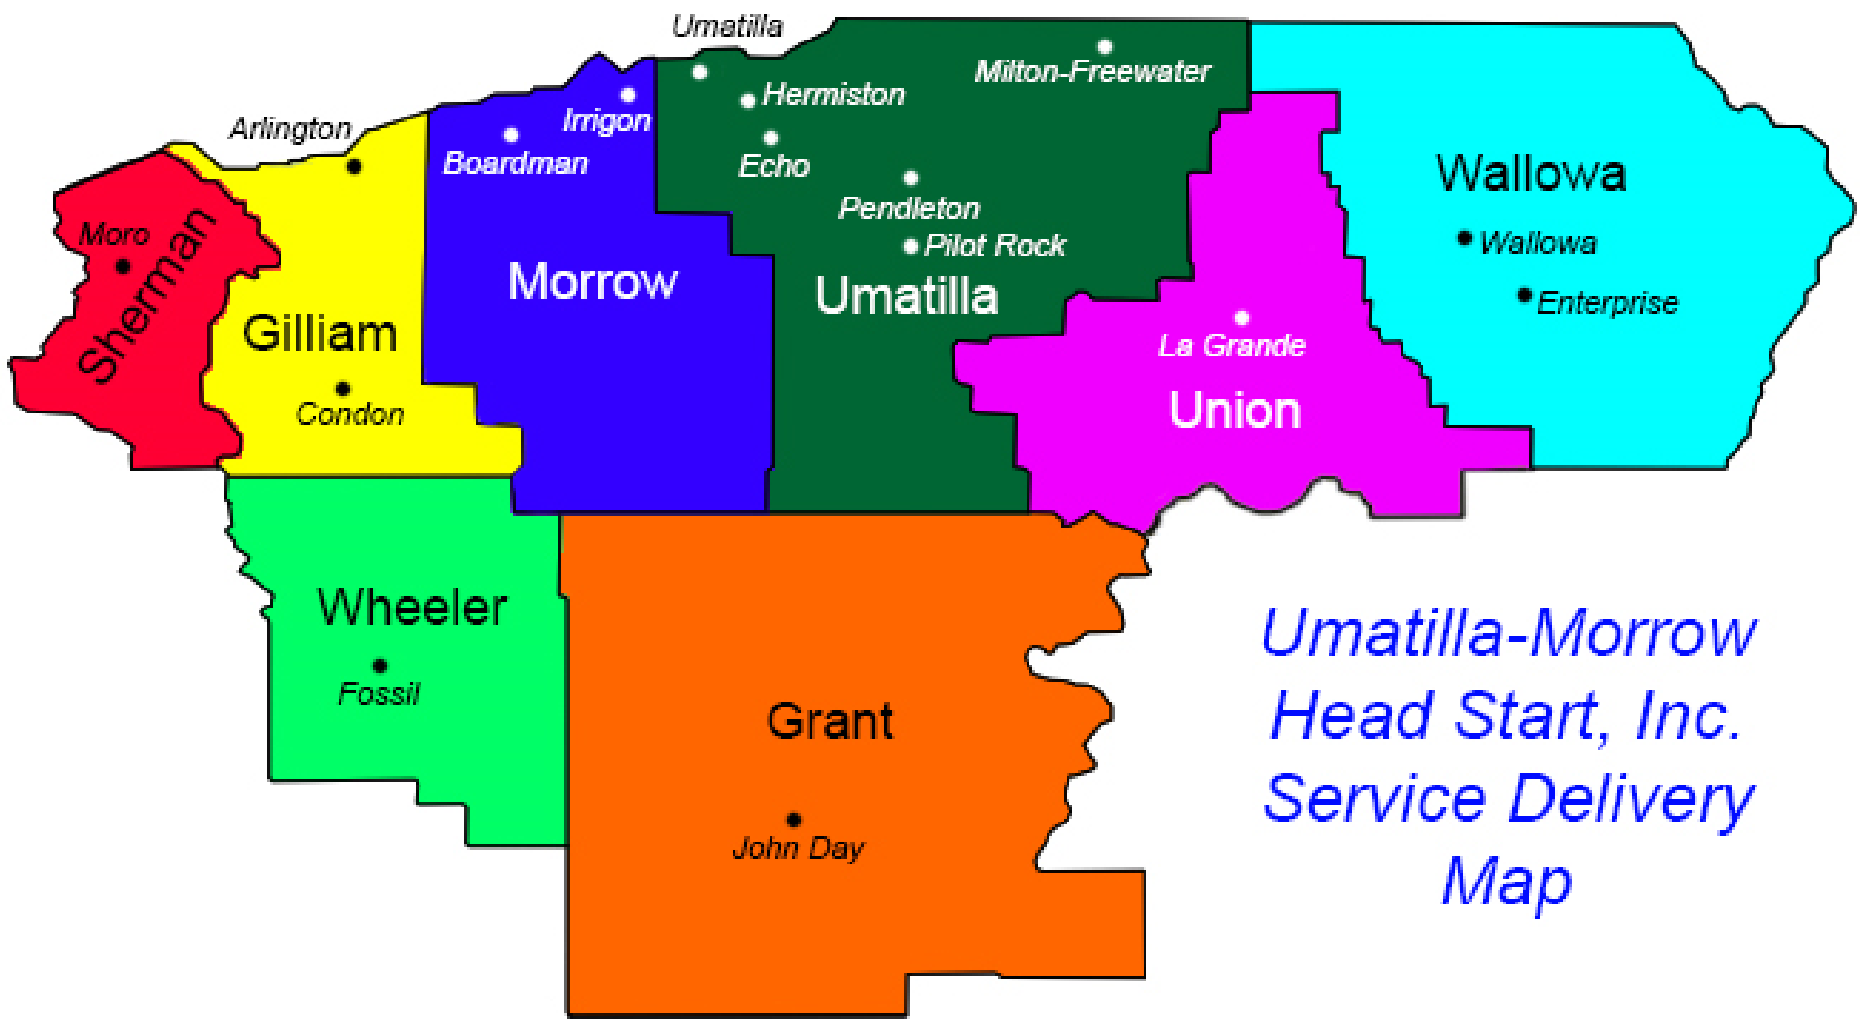 Umatilla
Milton-Freewater
Hermiston
Irrigon
Arlington
Boardman
Echo
Wallowa
Pendleton
Moro
Pilot Rock
Wallowa
Sherman
Morrow
Umatilla
Enterprise
Gilliam
La Grande
Condon
Union
Wheeler
Fossil
Grant
John Day
Umatilla-Morrow
Head Start, Inc.
Service Delivery
Map